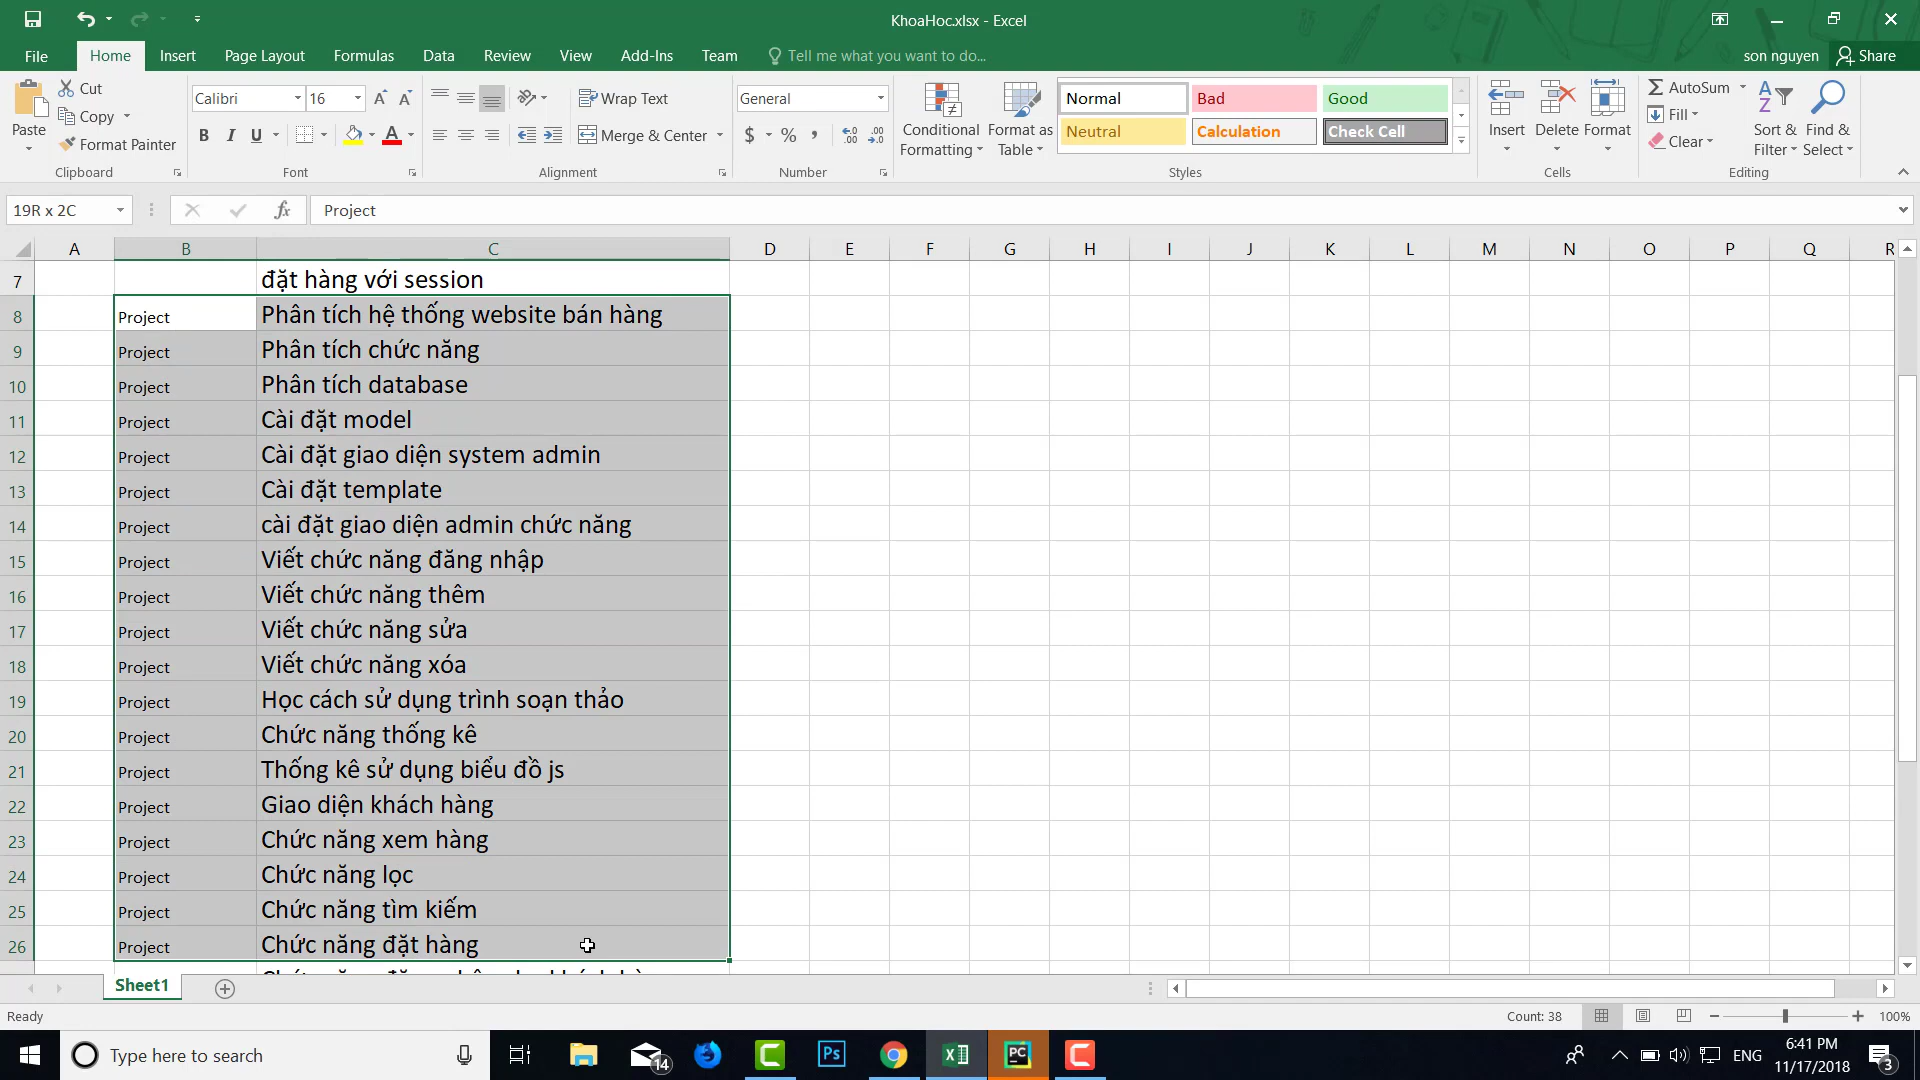 KhoaHoc.xlsx - Excel
File Home Insert Page Layout Formulas Data Review View Add-Ins Team Tell me what you want to do... son nguyen Share
Paste Cut Copy Format Painter Clipboard
Calibri 16 A A B I U A Font
Wrap Text Merge & Center Alignment
General $ % , Number
Conditional Formatting Format as Table
Normal Bad Good
Neutral Calculation Check Cell
Styles
Insert Delete Format Cells
AutoSum Fill Clear Sort & Filter Find & Select Editing
19R x 2C fx Project
A B C D E F G H I J K L M N O P Q R
7 đặt hàng với session
8 Project Phân tích hệ thống website bán hàng
9 Project Phân tích chức năng
10 Project Phân tích database
11 Project Cài đặt model
12 Project Cài đặt giao diện system admin
13 Project Cài đặt template
14 Project cài đặt giao diện admin chức năng
15 Project Viết chức năng đăng nhập
16 Project Viết chức năng thêm
17 Project Viết chức năng sửa
18 Project Viết chức năng xóa
19 Project Học cách sử dụng trình soạn thảo
20 Project Chức năng thống kê
21 Project Thống kê sử dụng biểu đồ js
22 Project Giao diện khách hàng
23 Project Chức năng xem hàng
24 Project Chức năng lọc
25 Project Chức năng tìm kiếm
26 Project Chức năng đặt hàng
Sheet1
Ready Count: 38 100%
Type here to search 14 Ps PC ENG 6:41 PM 11/17/2018 3